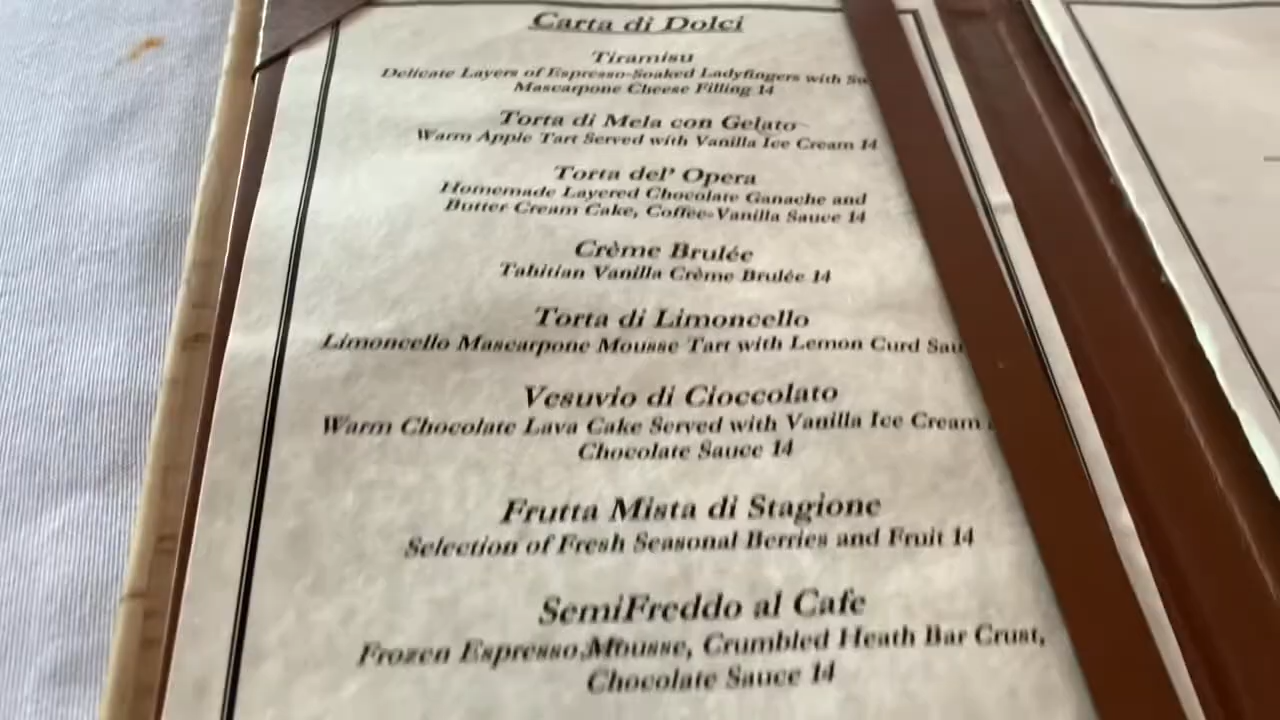 Carta di Dolci
Tiramisu
Delicate Layers of Espresso-Soaked Ladyfingers with
Mascarpone Cheese Filling 14
Torta di Mela con Gelato
Warm Apple Tart Served with Vanilla Ice Cream 14
Torta del' Opera
Homemade Layered Chocolate Ganache and
Butter Cream Cake, Coffee-Vanilla Sauce 14
Crème Brulée
Tahitian Vanilla Crème Brulée 14
Torta di Limoncello
Limoncello Mascarpone Mousse Tart with Lemon Curd
Vesuvio di Cioccolato
Warm Chocolate Lava Cake Served with Vanilla Ice Cream
Chocolate Sauce 14
Frutta Mista di Stagione
Selection of Fresh Seasonal Berries and Fruit 14
SemiFreddo al Cafe
Frozen Espresso Mousse, Crumbled Heath Bar Crust,
Chocolate Sauce 14